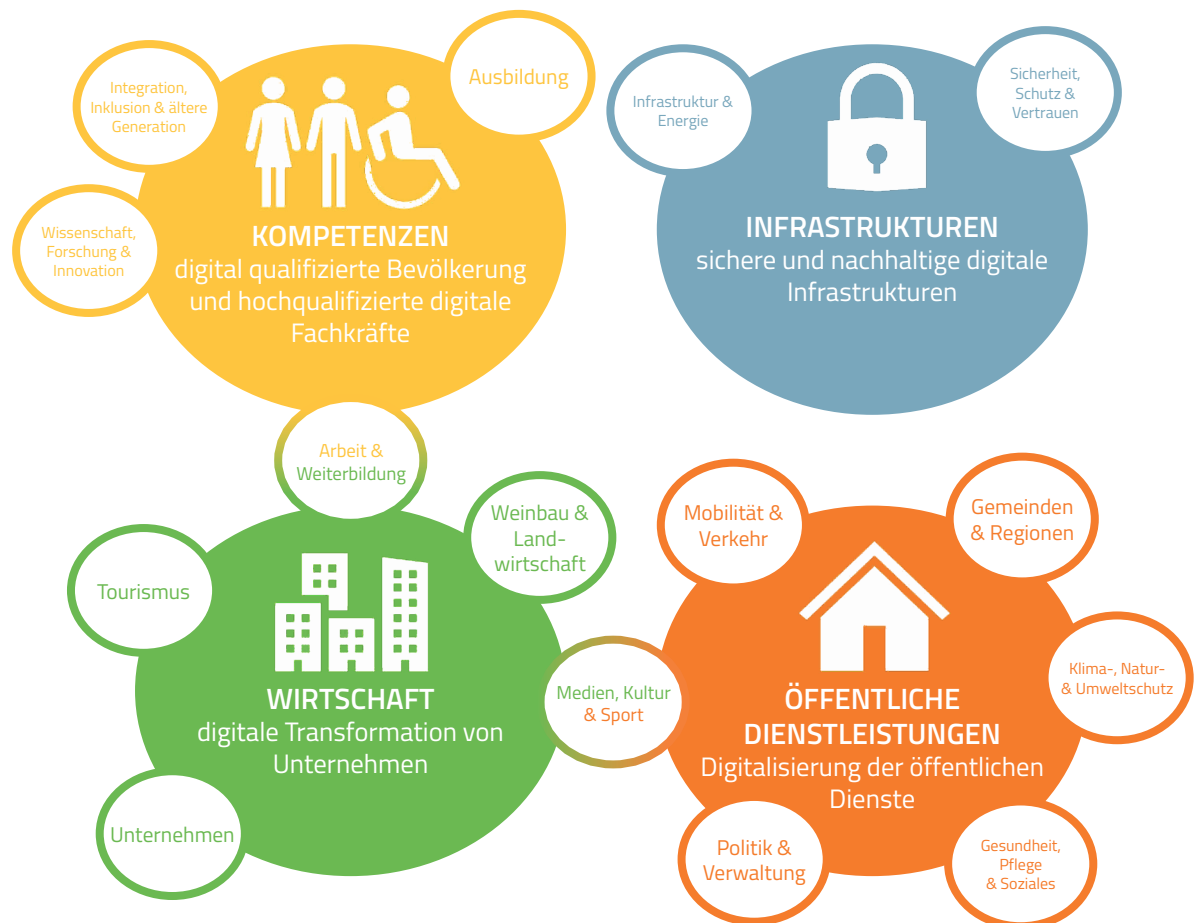 Integration,
Inklusion & ältere
Generation
Ausbildung
Wissenschaft,
Forschung &
Innovation
KOMPETENZEN
digital qualifizierte Bevölkerung
und hochqualifizierte digitale
Fachkräfte
Infrastruktur &
Energie
Sicherheit,
Schutz &
Vertrauen
INFRASTRUKTUREN
sichere und nachhaltige digitale
Infrastrukturen
Arbeit &
Weiterbildung
Weinbau &
Land-
wirtschaft
Tourismus
WIRTSCHAFT
digitale Transformation von
Unternehmen
Unternehmen
Medien, Kultur
& Sport
Mobilität &
Verkehr
Gemeinden
& Regionen
Klima-, Natur-
& Umweltschutz
ÖFFENTLICHE
DIENSTLEISTUNGEN
Digitalisierung der öffentlichen
Dienste
Politik &
Verwaltung
Gesundheit,
Pflege
& Soziales